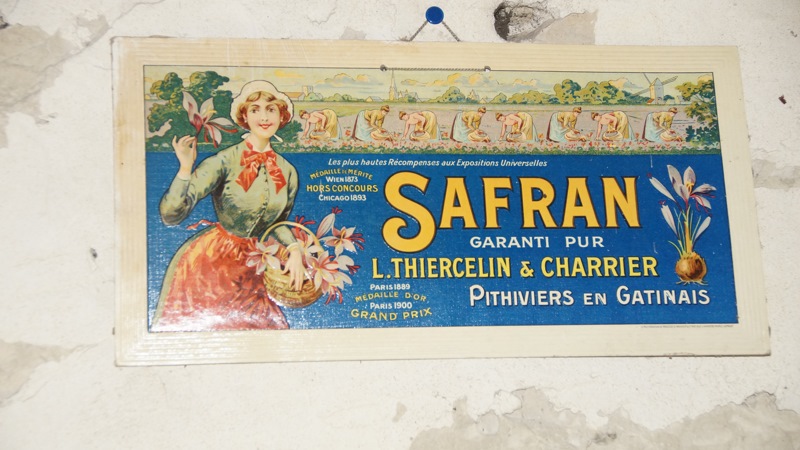 Les plus hautes Récompenses aux Expositions Universelles
MÉDAILLE DE MÉRITE
WIEN 1873
HORS CONCOURS
CHICAGO 1893
SAFRAN
GARANTI PUR
L. THIERCELIN & CHARRIER
PARIS 1889
MÉDAILLE D'OR
PARIS 1900
GRAND PRIX
PITHIVIERS EN GATINAIS